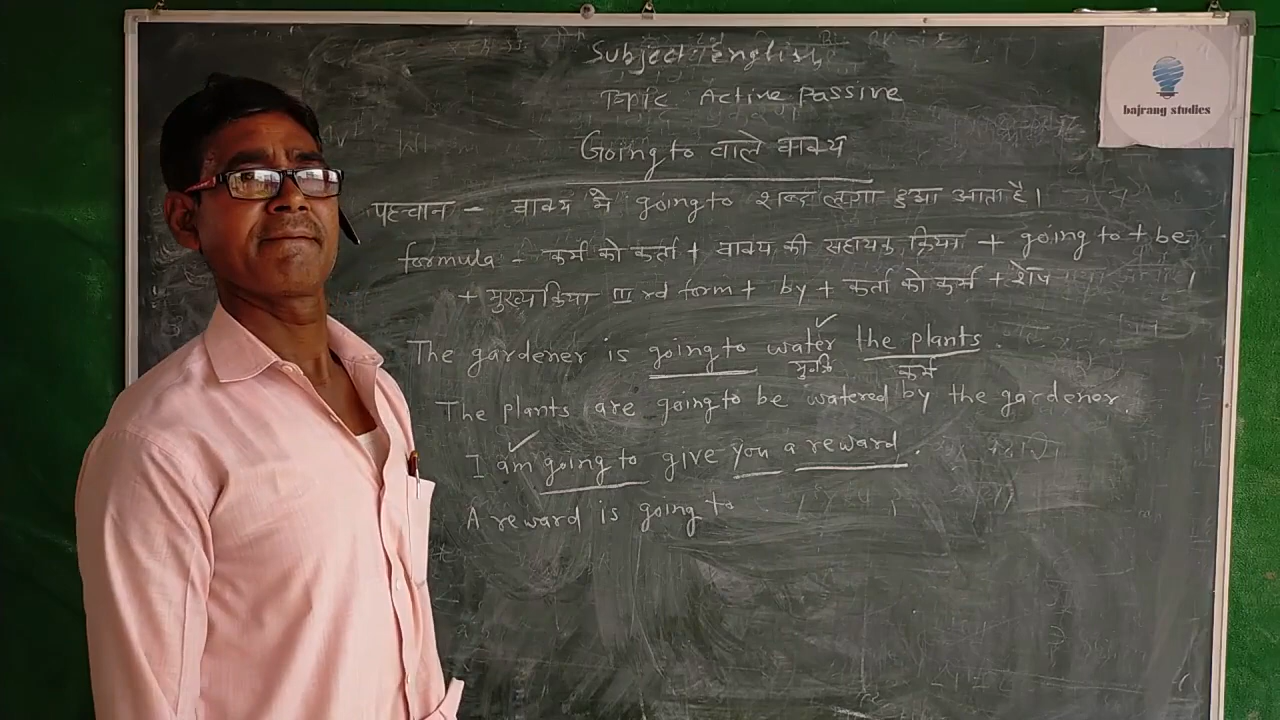 Subject: English
Topic Active Passive
bajrang studies
Going to वाले वाक्य
पहचान - वाक्य मे going to शब्द लगा हुआ आता है।
formula - कर्म को कर्ता + वाक्य की सहायक क्रिया + going to + be
+ मुख्य क्रिया III rd form + by + कर्ता को कर्म + शेष ।
The gardener is going to water the plants.
मु०क्रि कर्म
The plants are going to be watered by the gardener.
I am going to give you a reward.
A reward is going to